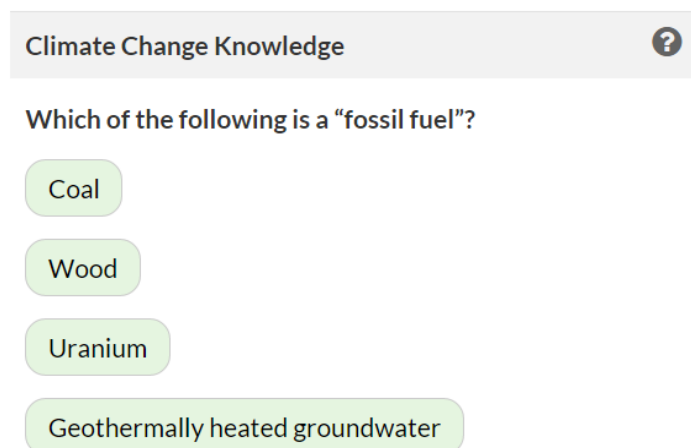 Climate Change Knowledge ?
Which of the following is a “fossil fuel”?
Coal
Wood
Uranium
Geothermally heated groundwater